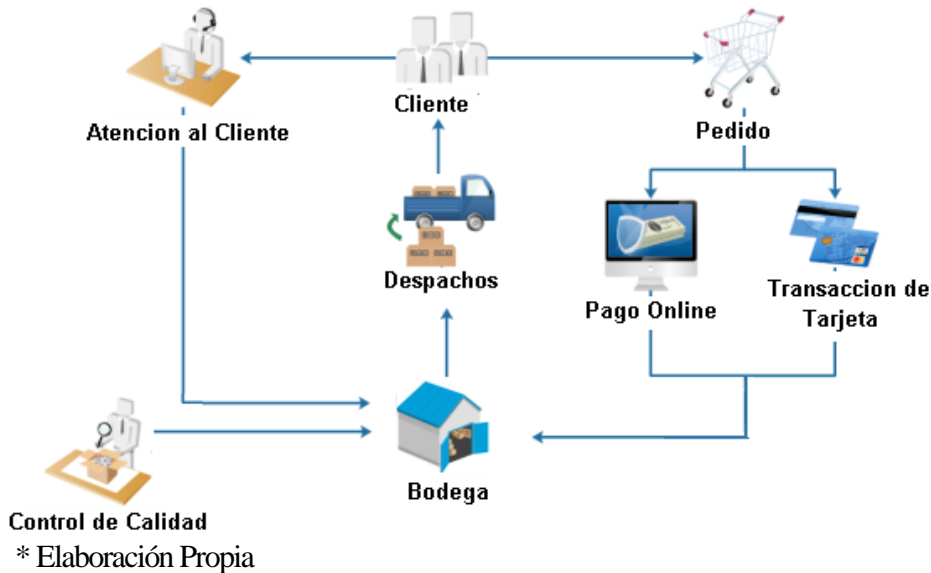 Cliente
Atencion al Cliente
Pedido
Despachos
Pago Online
Transaccion de
Tarjeta
Bodega
Control de Calidad
* Elaboración Propia